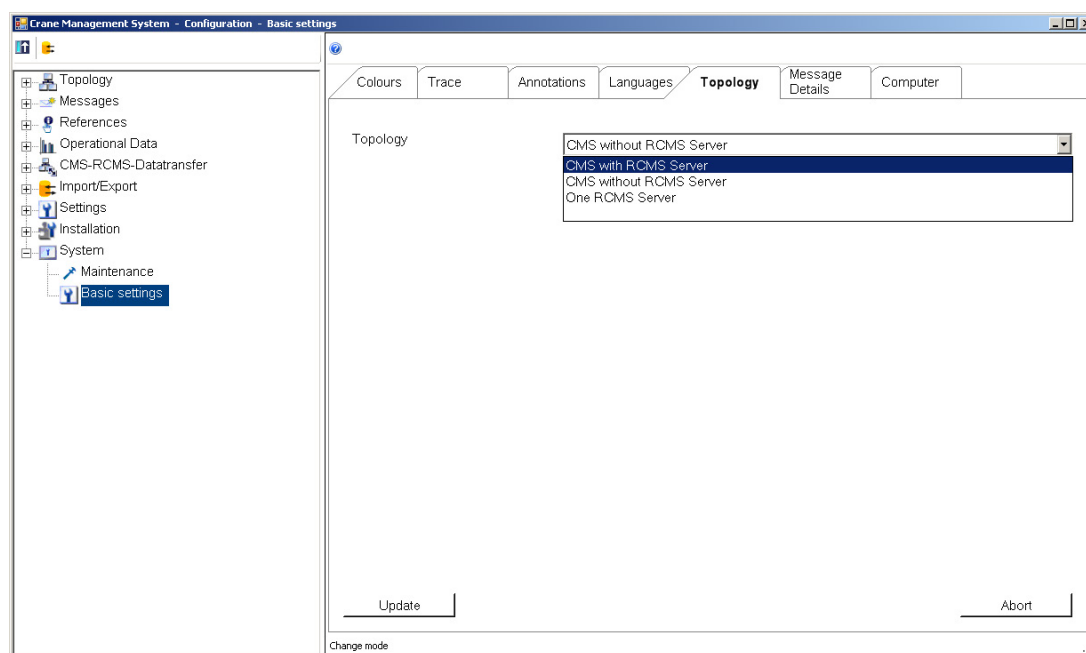 Crane Management System - Configuration - Basic settings
Topology
Messages
References
Operational Data
CMS-RCMS-Datatransfer
Import/Export
Settings
Installation
System
Maintenance
Basic settings
Colours
Trace
Annotations
Languages
Topology
Message
Details
Computer
Topology
CMS without RCMS Server
CMS with RCMS Server
CMS without RCMS Server
One RCMS Server
Update
Abort
Change mode